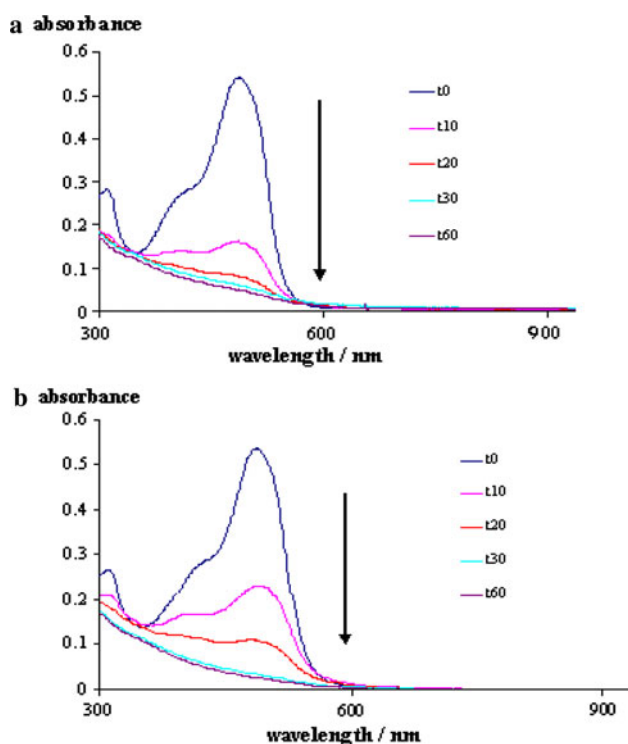 a absorbance
0.6
0.5
0.4
0.3
0.2
0.1
0
300 600 900
wavelength / nm
t0
t10
t20
t30
t60
b absorbance
0.6
0.5
0.4
0.3
0.2
0.1
0
300 600 900
wavelength / nm
t0
t10
t20
t30
t60